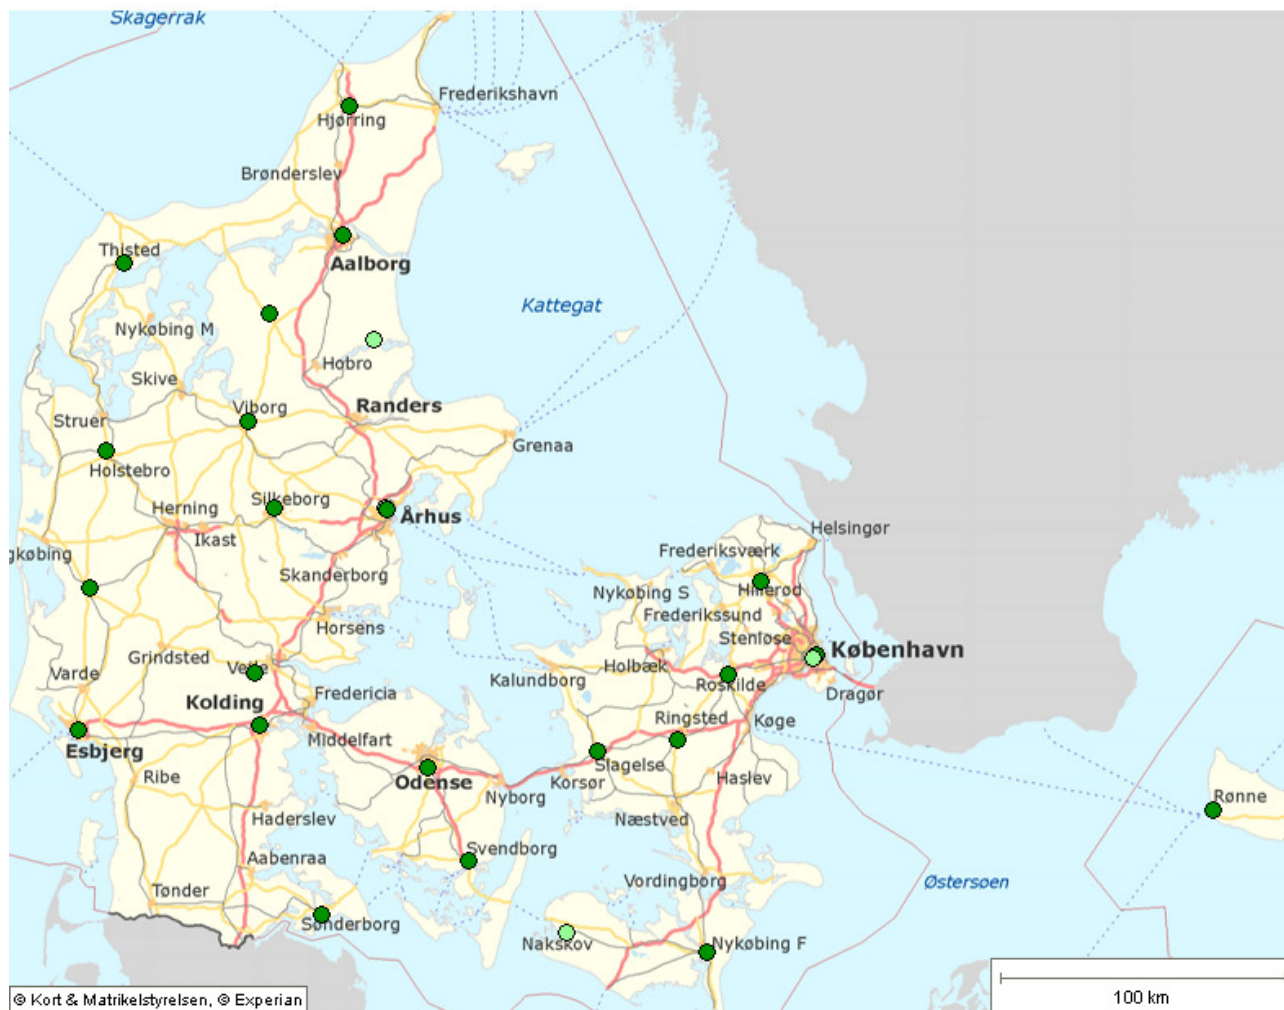 Skagerrak
Frederikshavn
Hjørring
Brønderslev
Thisted
Aalborg
Kattegat
Nykøbing M
Hobro
Skive
Viborg
Randers
Struer
Grenaa
Holstebro
Silkeborg
Herning
Århus
Helsingør
Ikast
gkøbing
Frederiksværk
Skanderborg
Nykøbing S
Hillerød
Frederikssund
Horsens
Stenløse
København
Grindsted
Vejle
Holbæk
Varde
Kalundborg
Roskilde
Dragør
Fredericia
Kolding
Ringsted
Køge
Esbjerg
Middelfart
Slagelse
Ribe
Odense
Korsør
Haslev
Nyborg
Rønne
Haderslev
Næstved
Svendborg
Aabenraa
Vordingborg
Østersøen
Tønder
Sønderborg
Nakskov
Nykøbing F
© Kort & Matrikelstyrelsen, © Experian
100 km